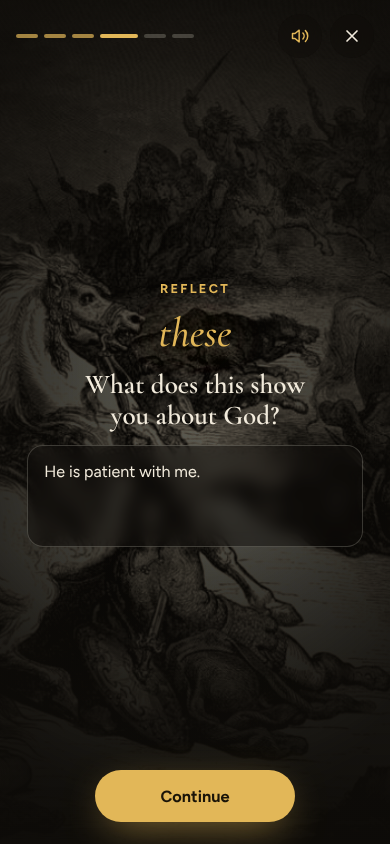 REFLECT
these
What does this show
you about God?
He is patient with me.
Continue